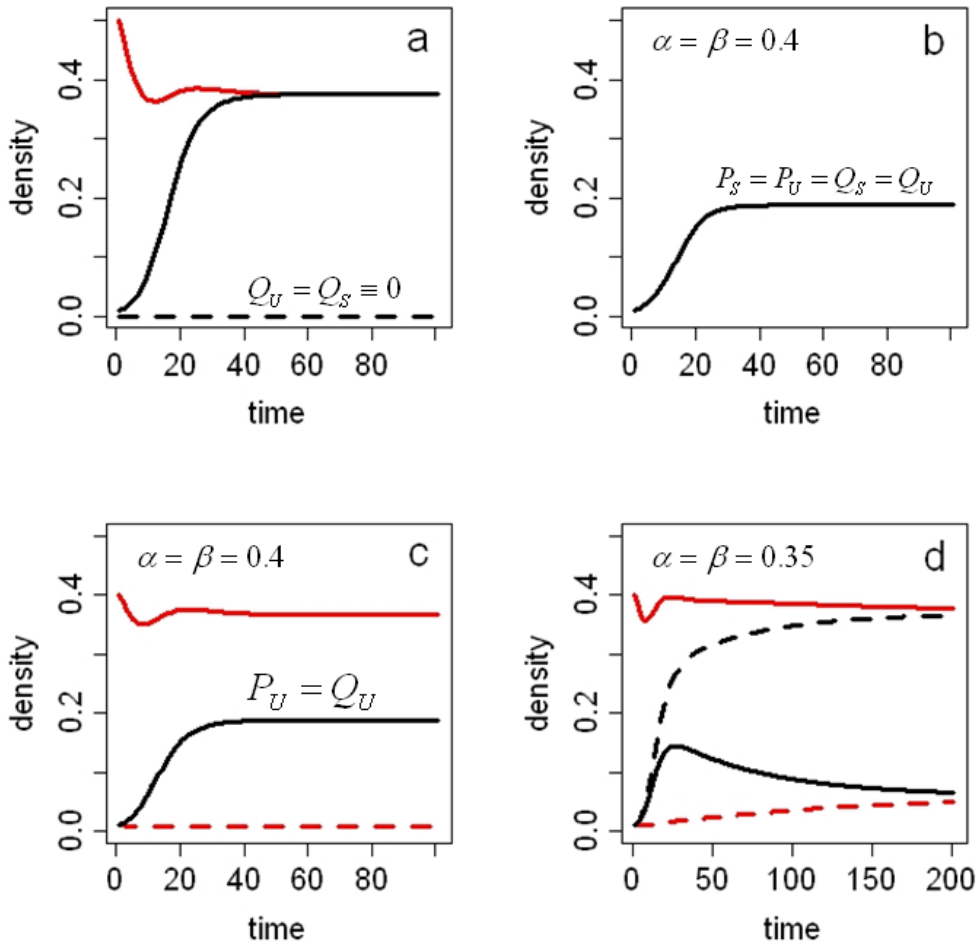 a
density
0.4
0.2
0.0
Q_U = Q_S ≡ 0
0 20 40 60 80
time
b
α = β = 0.4
density
0.4
0.2
0.0
P_S = P_U = Q_S = Q_U
0 20 40 60 80
time
c
α = β = 0.4
density
0.4
0.2
0.0
P_U = Q_U
0 20 40 60 80
time
d
α = β = 0.35
density
0.4
0.2
0.0
0 50 100 150 200
time